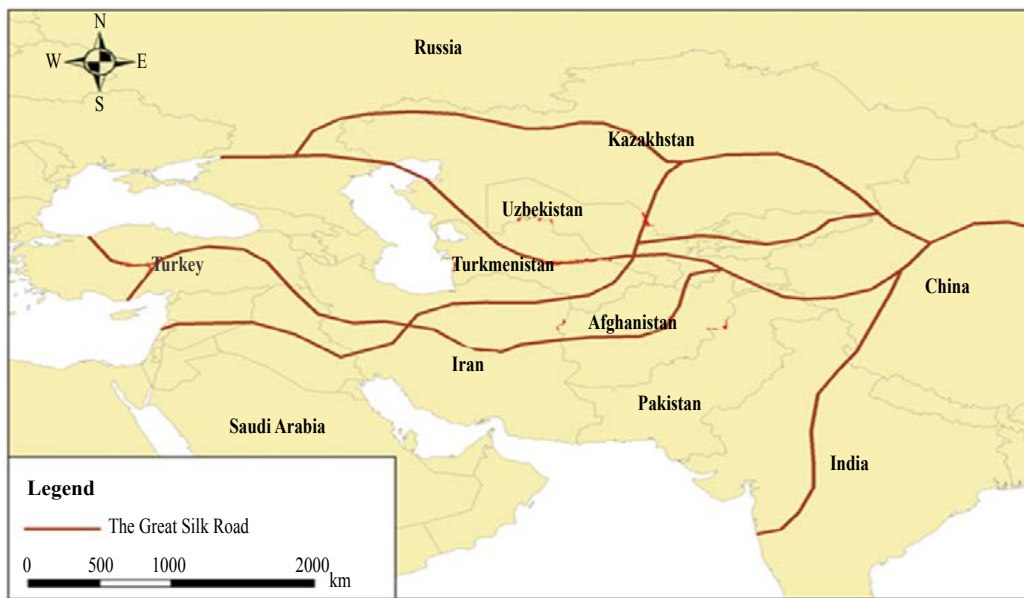 N
W E
S
Russia
Kazakhstan
Uzbekistan
Turkey
Turkmenistan
China
Afghanistan
Iran
Pakistan
Saudi Arabia
India
Legend
The Great Silk Road
0 500 1000 2000
km